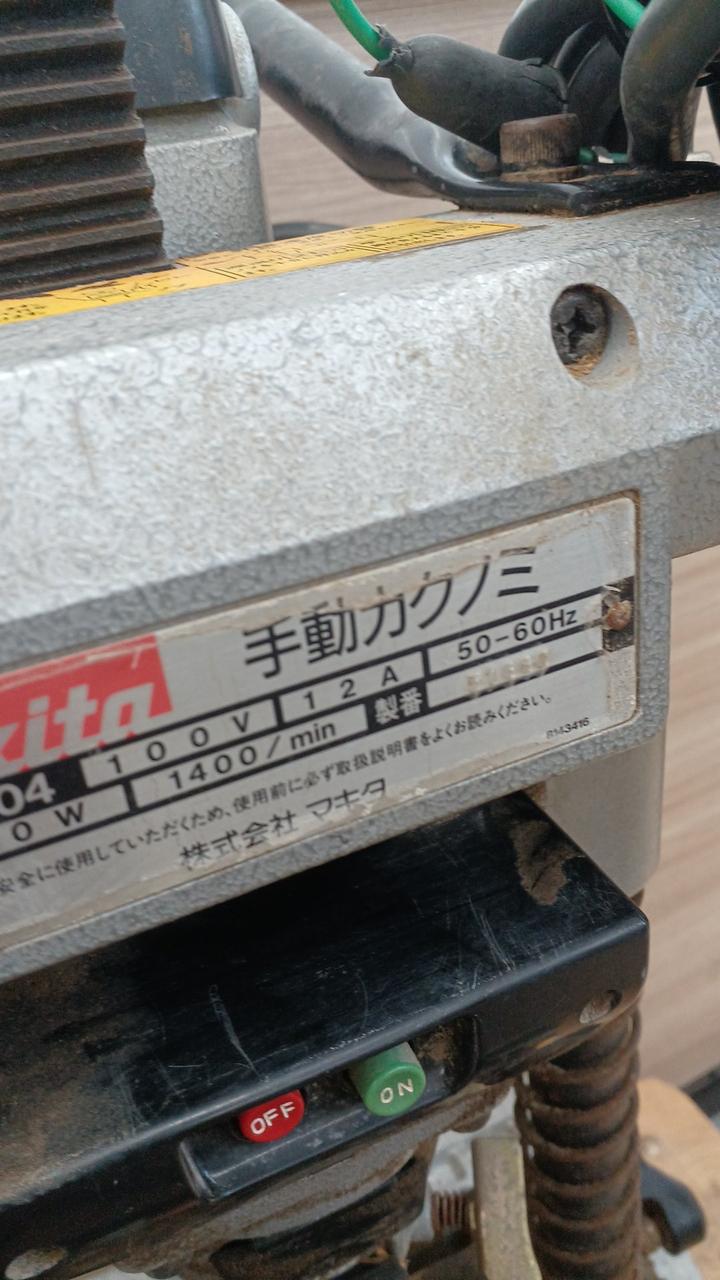 手動カクノミ
kita
100V 12A 50-60Hz
04
0W 1400/min 製番
安全に使用していただくため、使用前に必ず取扱説明書をよくお読みください。
株式会社 マキタ
8143416
OFF ON